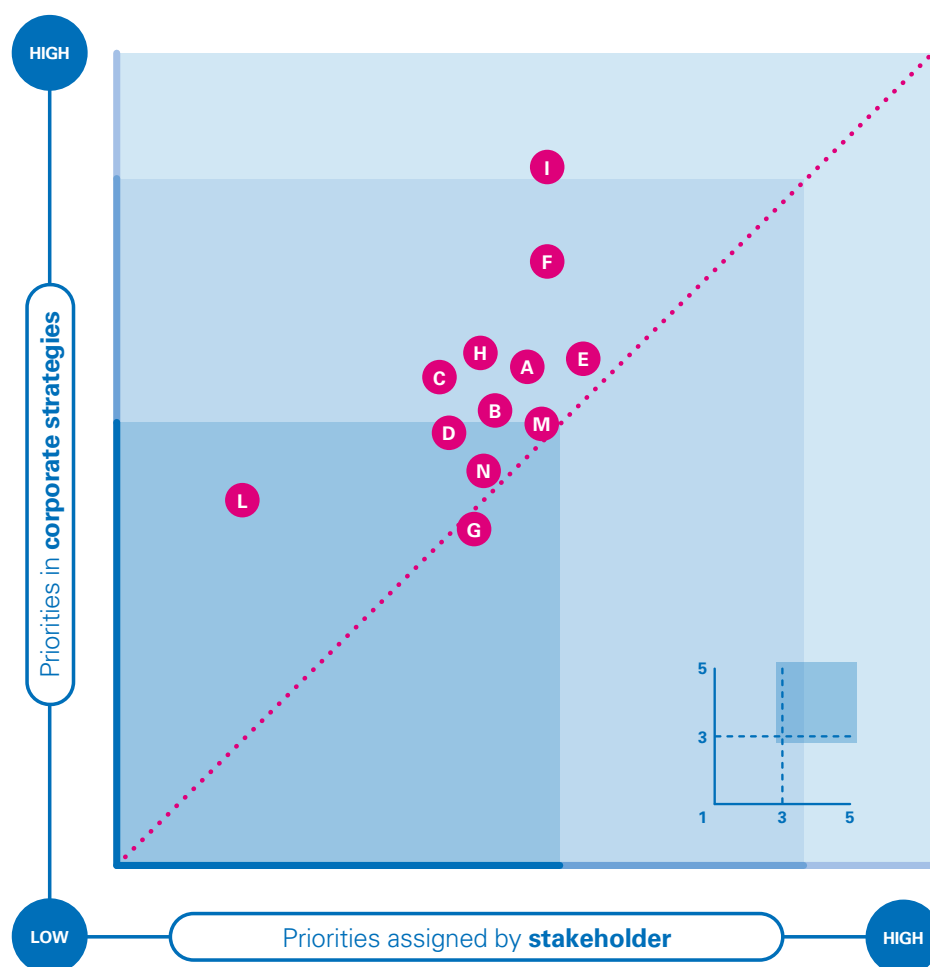 HIGH
I
F
H
A
E
C
B
M
D
N
L
G
Priorities in corporate strategies
5
3
1
3
5
LOW
Priorities assigned by stakeholder
HIGH